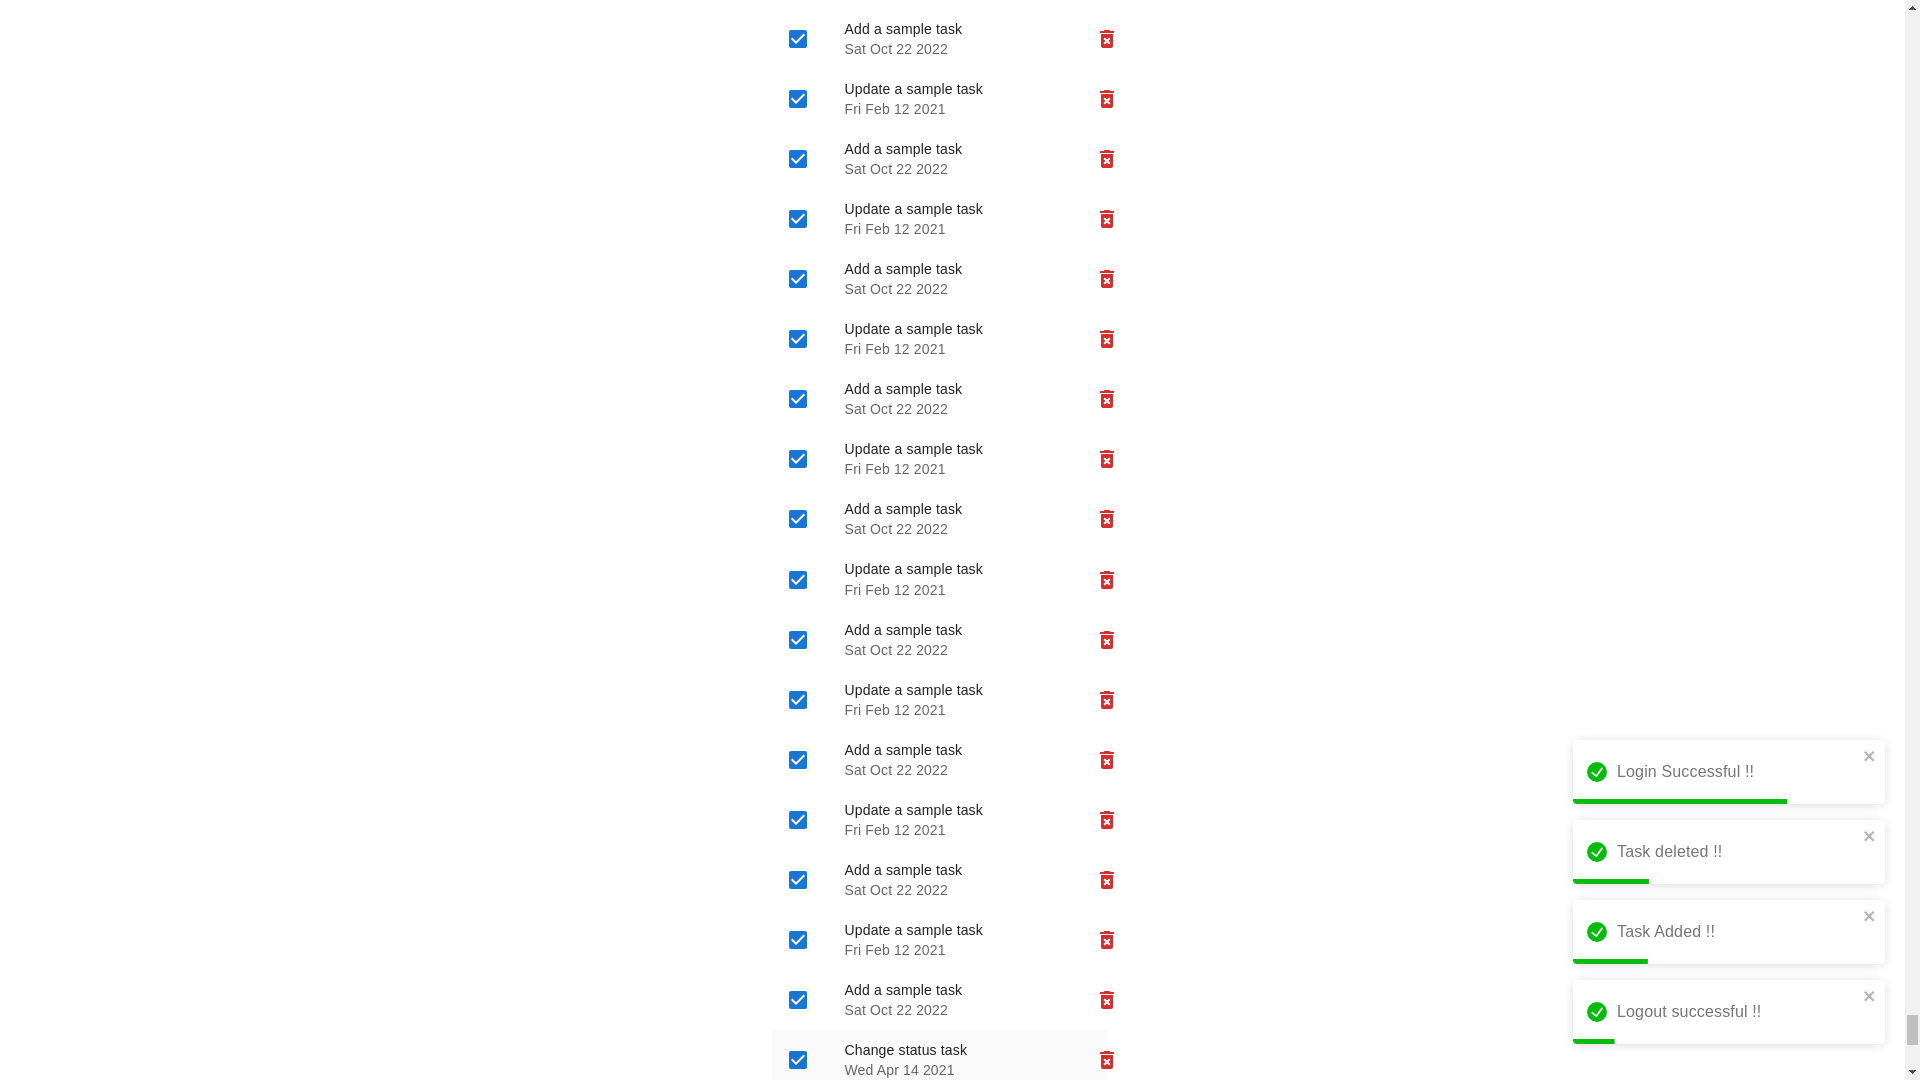 Add a sample task
Sat Oct 22 2022
Update a sample task
Fri Feb 12 2021
Add a sample task
Sat Oct 22 2022
Update a sample task
Fri Feb 12 2021
Add a sample task
Sat Oct 22 2022
Update a sample task
Fri Feb 12 2021
Add a sample task
Sat Oct 22 2022
Update a sample task
Fri Feb 12 2021
Add a sample task
Sat Oct 22 2022
Update a sample task
Fri Feb 12 2021
Add a sample task
Sat Oct 22 2022
Update a sample task
Fri Feb 12 2021
Add a sample task
Sat Oct 22 2022
Update a sample task
Fri Feb 12 2021
Add a sample task
Sat Oct 22 2022
Update a sample task
Fri Feb 12 2021
Add a sample task
Sat Oct 22 2022
Change status task
Wed Apr 14 2021
Login Successful !!
Task deleted !!
Task Added !!
Logout successful !!